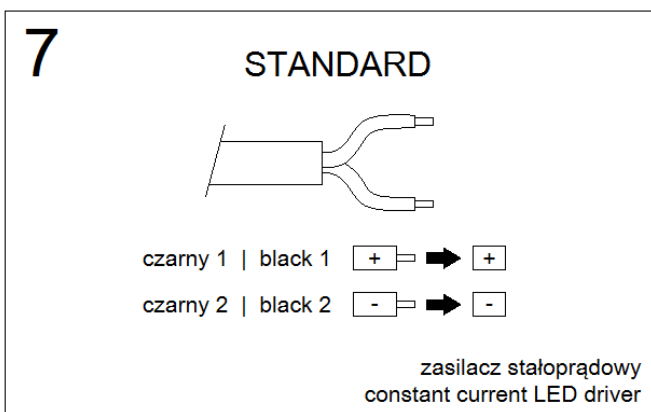 7
STANDARD
czarny 1 | black 1 + +
czarny 2 | black 2 - -
zasilacz stałoprądowy
constant current LED driver